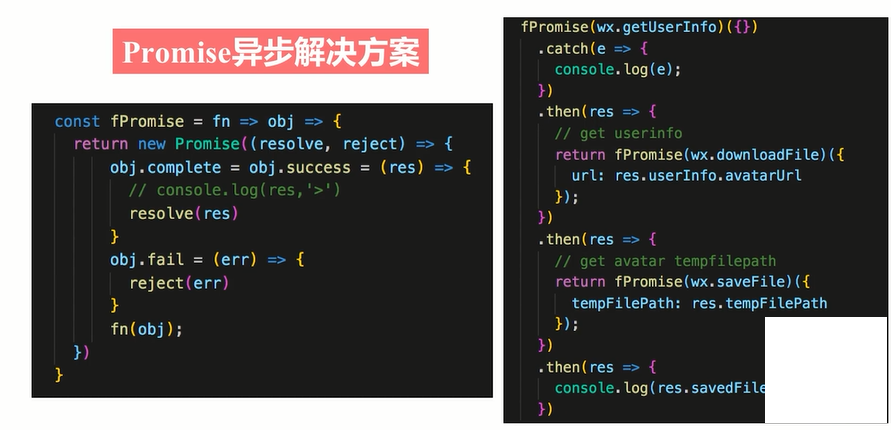 Promise异步解决方案
const fPromise = fn => obj => {
return new Promise((resolve, reject) => {
obj.complete = obj.success = (res) => {
// console.log(res,'>')
resolve(res)
}
obj.fail = (err) => {
reject(err)
}
fn(obj);
})
}
fPromise(wx.getUserInfo)({})
.catch(e => {
console.log(e);
})
.then(res => {
// get userinfo
return fPromise(wx.downloadFile)({
url: res.userInfo.avatarUrl
});
})
.then(res => {
// get avatar tempfilepath
return fPromise(wx.saveFile)({
tempFilePath: res.tempFilePath
});
})
.then(res => {
console.log(res.savedFile
})